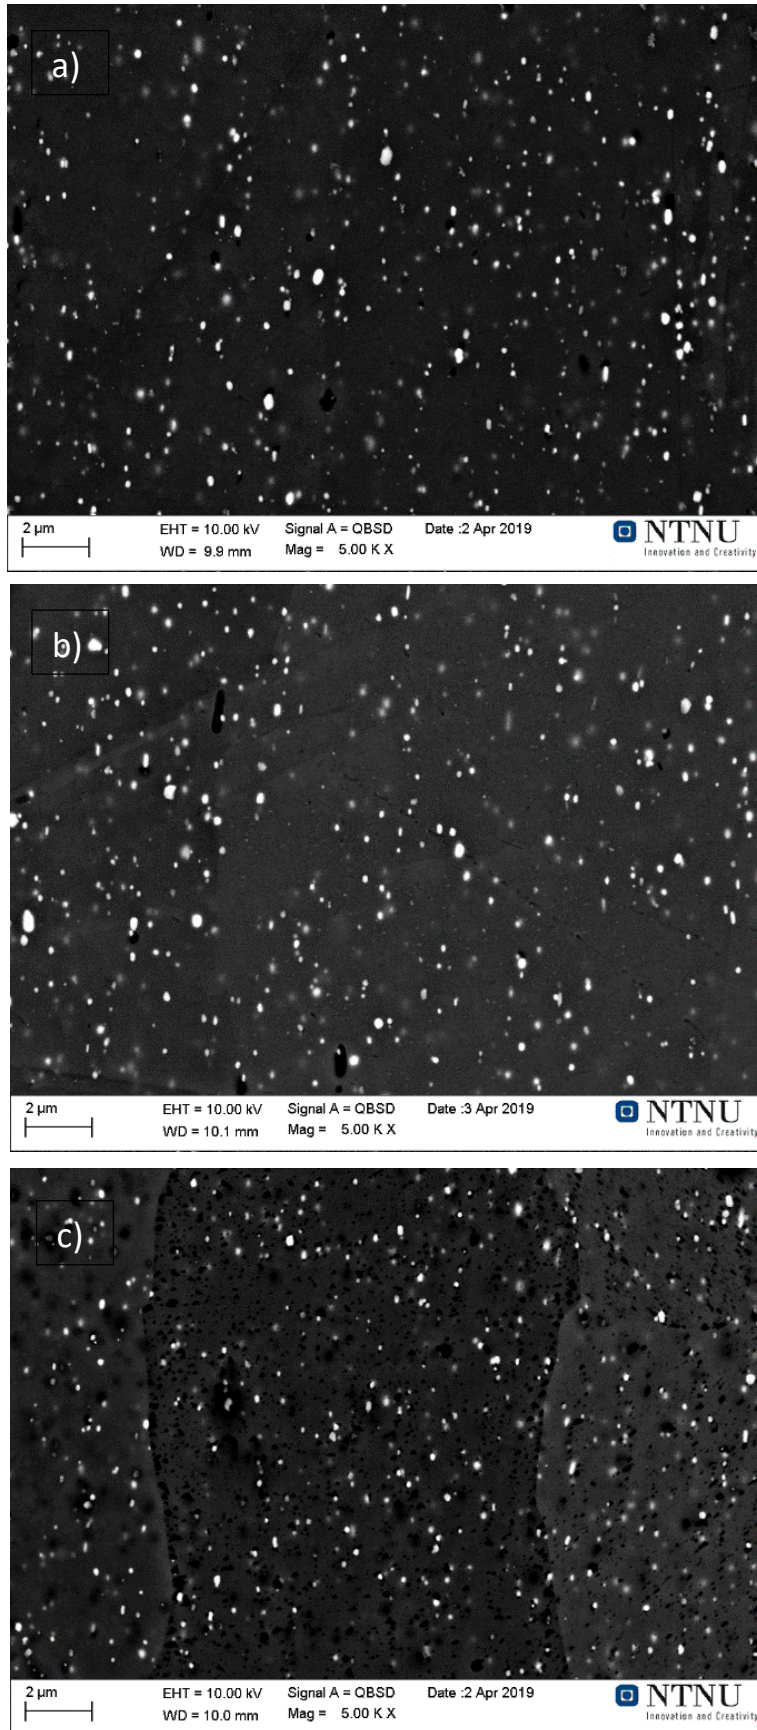 a)
2 µm
EHT = 10.00 kV Signal A = QBSD Date :2 Apr 2019
WD = 9.9 mm Mag = 5.00 K X
NTNU
Innovation and Creativity
b)
2 µm
EHT = 10.00 kV Signal A = QBSD Date :3 Apr 2019
WD = 10.1 mm Mag = 5.00 K X
NTNU
Innovation and Creativity
c)
2 µm
EHT = 10.00 kV Signal A = QBSD Date :2 Apr 2019
WD = 10.0 mm Mag = 5.00 K X
NTNU
Innovation and Creativity